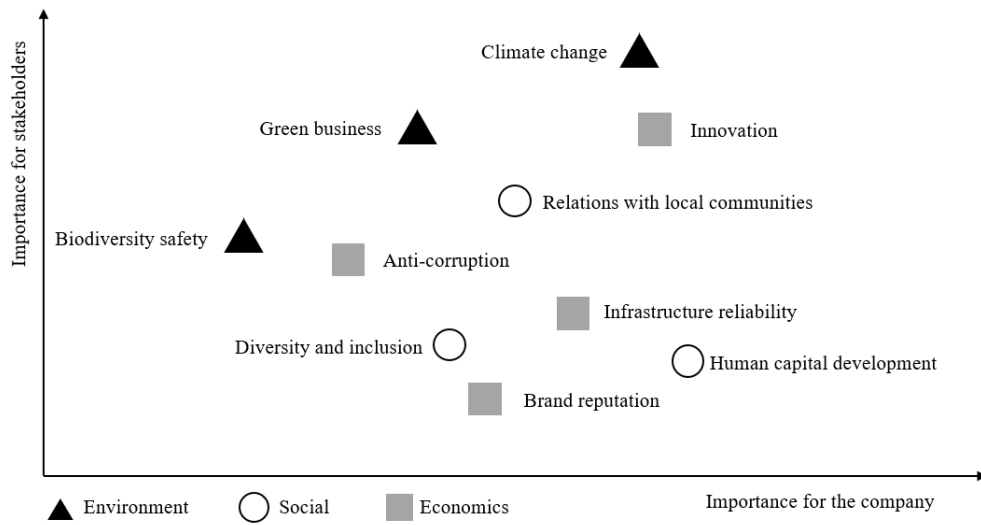 Importance for stakeholders
Climate change
Green business
Innovation
Relations with local communities
Biodiversity safety
Anti-corruption
Infrastructure reliability
Diversity and inclusion
Human capital development
Brand reputation
Importance for the company
Environment
Social
Economics